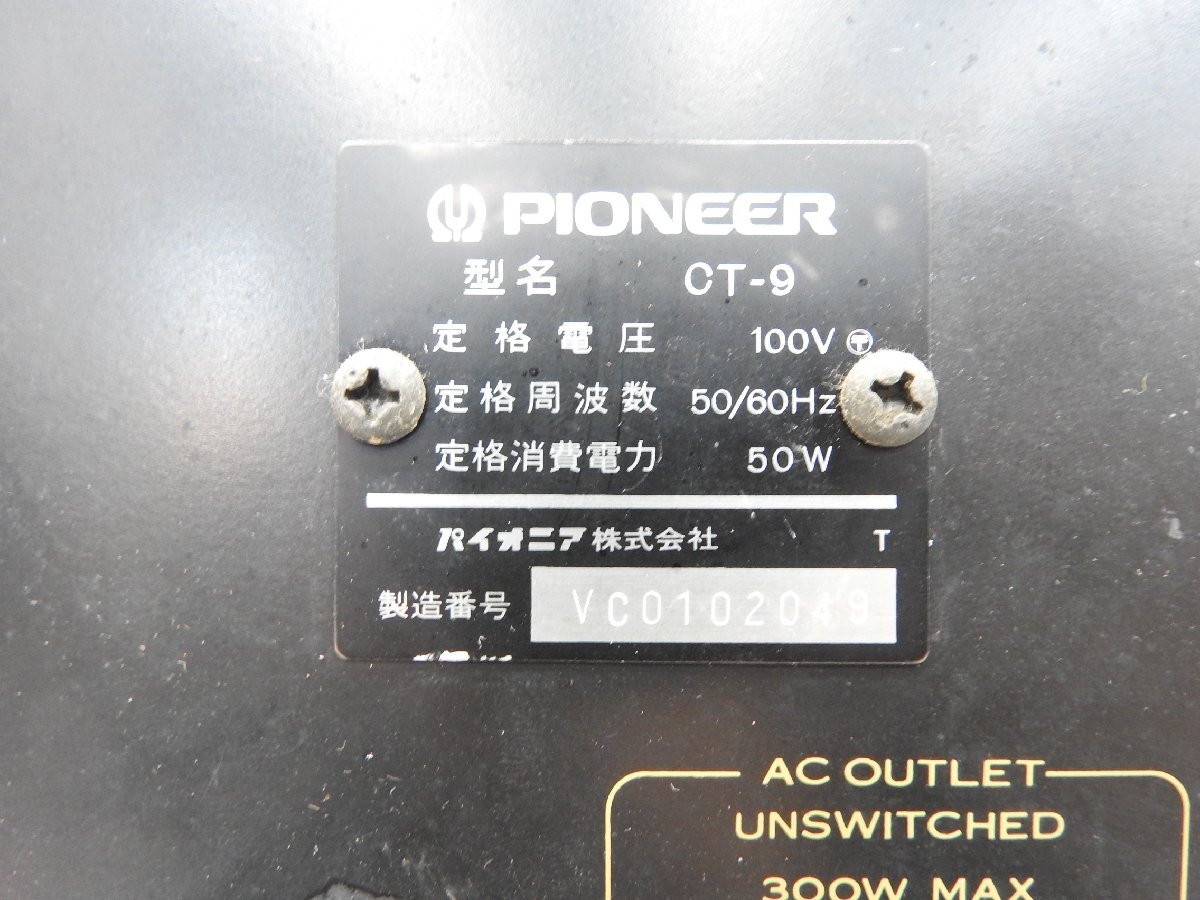 PIONEER
型名 CT-9
定格電圧 100V 〶
定格周波数 50/60Hz
定格消費電力 50W
パイオニア株式会社 T
製造番号 VC0102049S
AC OUTLET
UNSWITCHED
300W MAX